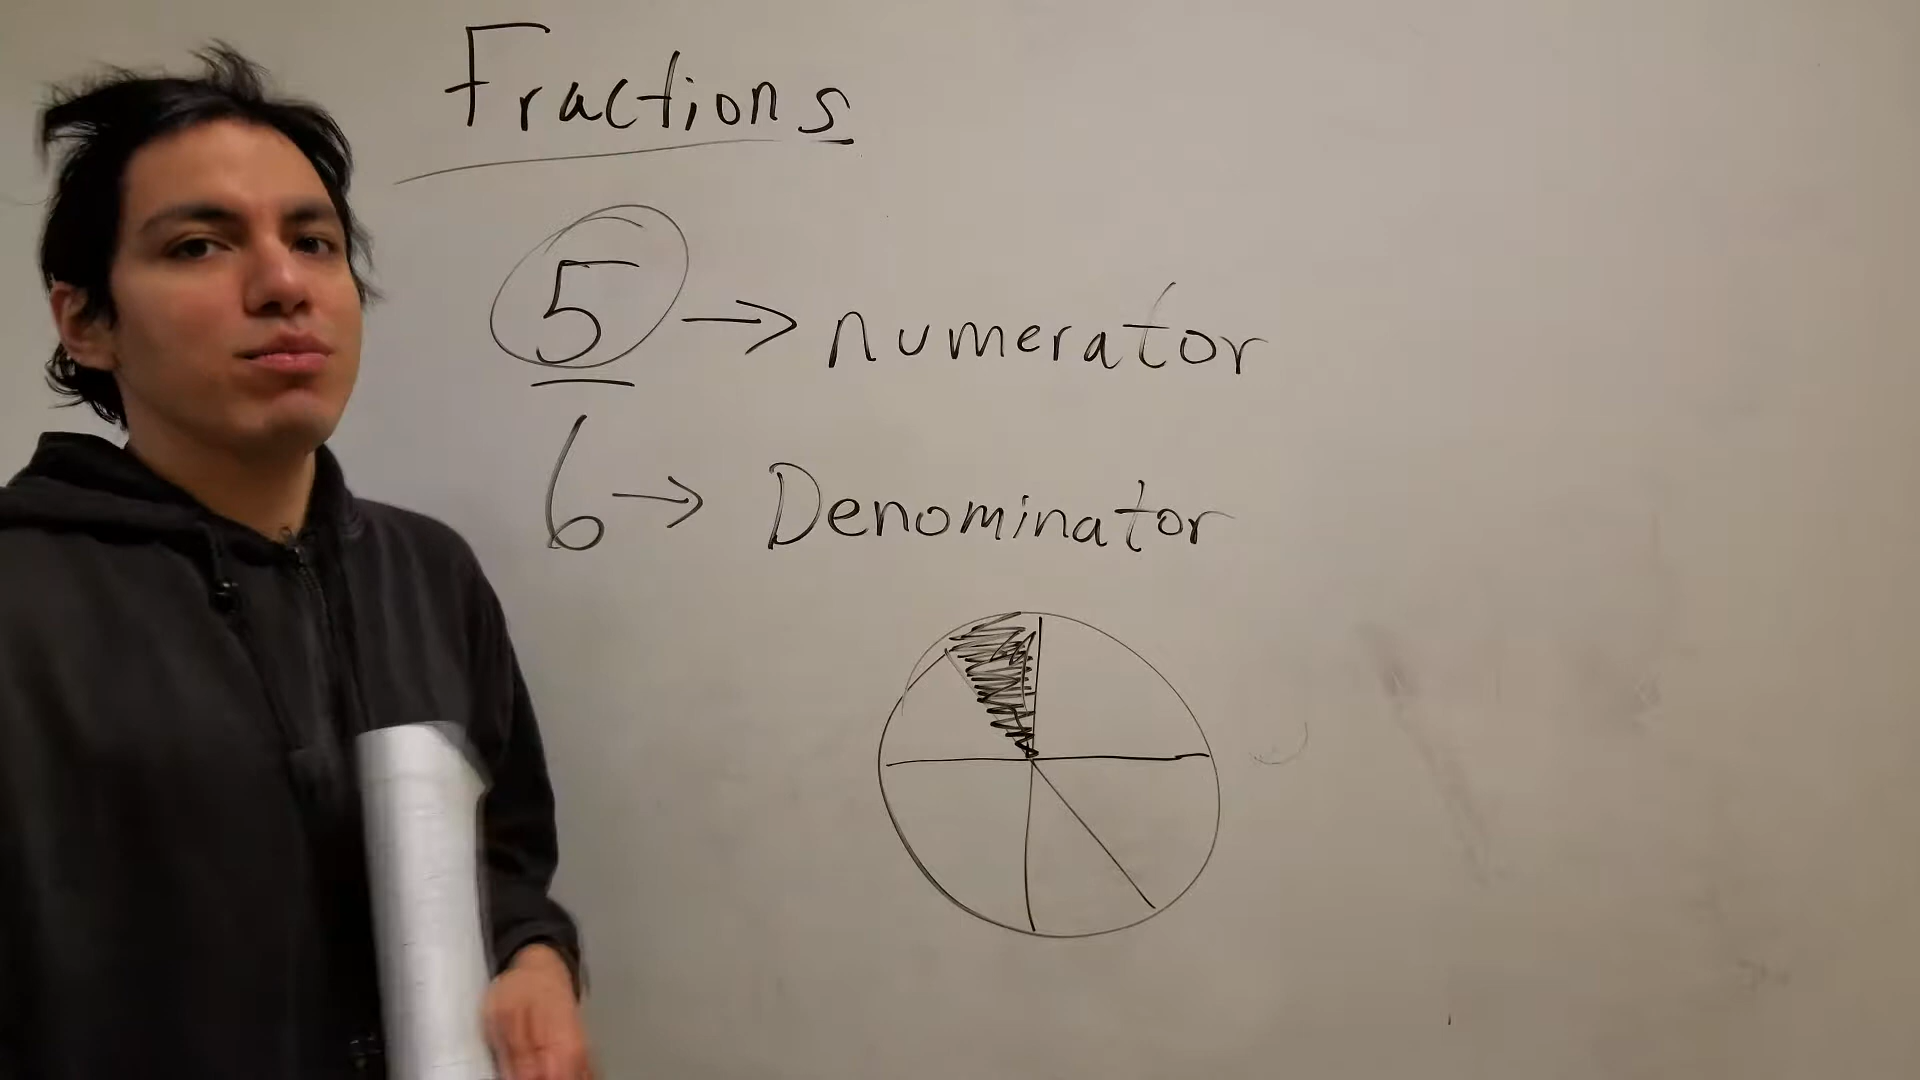 Fractions
5 → numerator
6 → Denominator